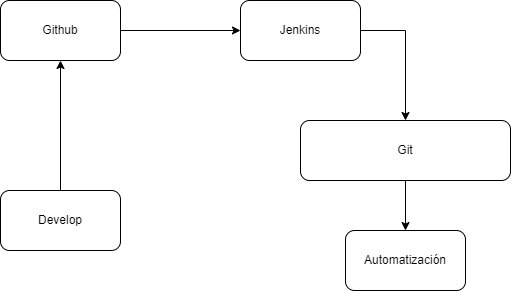 Github
Jenkins
Git
Develop
Automatización